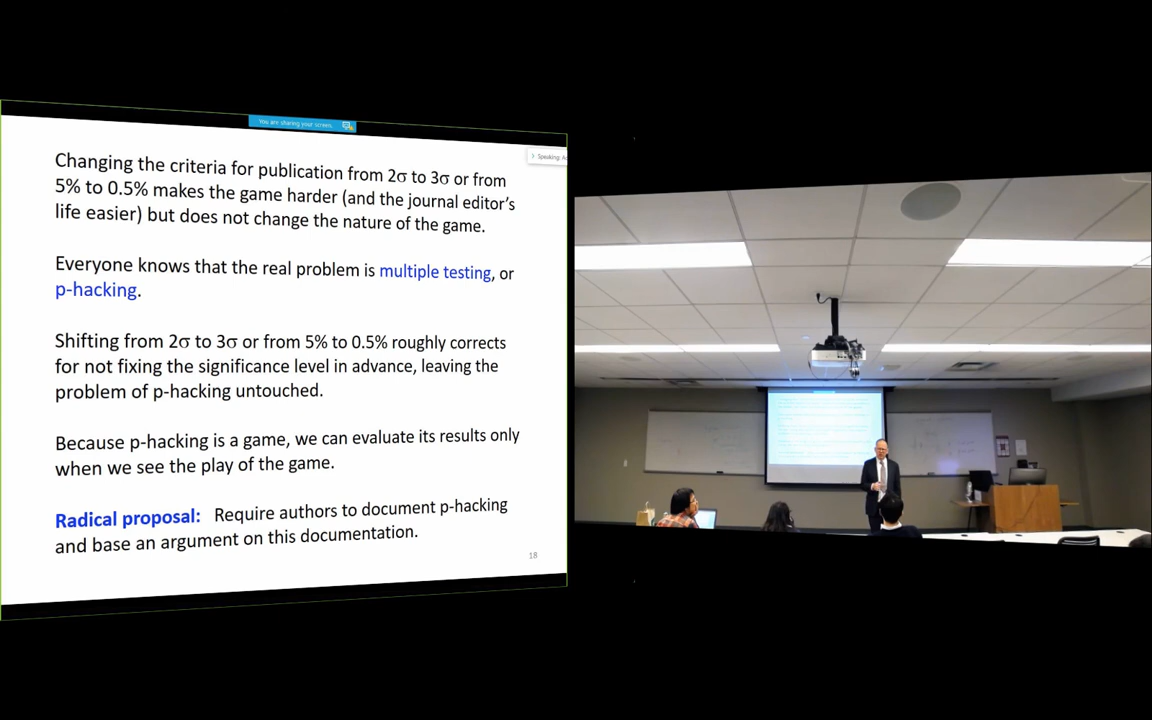 You are sharing your screen.
Speaking:
Changing the criteria for publication from 2σ to 3σ or from
5% to 0.5% makes the game harder (and the journal editor's
life easier) but does not change the nature of the game.
Everyone knows that the real problem is multiple testing, or
p-hacking.
Shifting from 2σ to 3σ or from 5% to 0.5% roughly corrects
for not fixing the significance level in advance, leaving the
problem of p-hacking untouched.
Because p-hacking is a game, we can evaluate its results only
when we see the play of the game.
Radical proposal: Require authors to document p-hacking
and base an argument on this documentation.
18